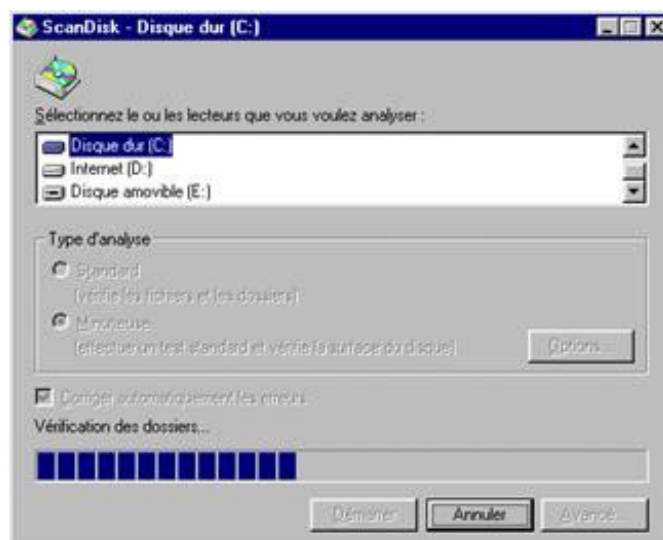 ScanDisk - Disque dur (C:)
Sélectionnez le ou les lecteurs que vous voulez analyser :
Disque dur (C:)
Internet (D:)
Disque amovible (E:)
Type d'analyse
Standard
(vérifie les fichiers et les dossiers)
Minutieuse
(effectue un test standard et vérifie la surface du disque)
Options...
Corriger automatiquement les erreurs
Vérification des dossiers...
Démarrer
Annuler
Avancé...